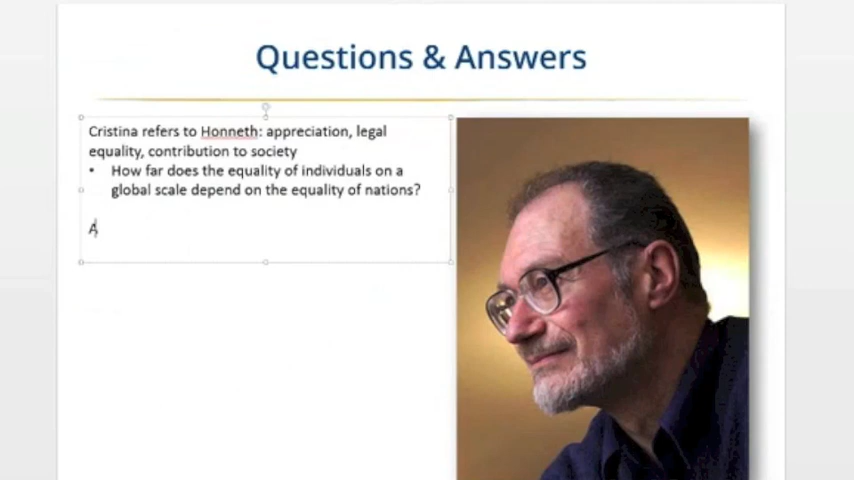 Questions & Answers
Cristina refers to Honneth: appreciation, legal
equality, contribution to society
• How far does the equality of individuals on a
global scale depend on the equality of nations?
A